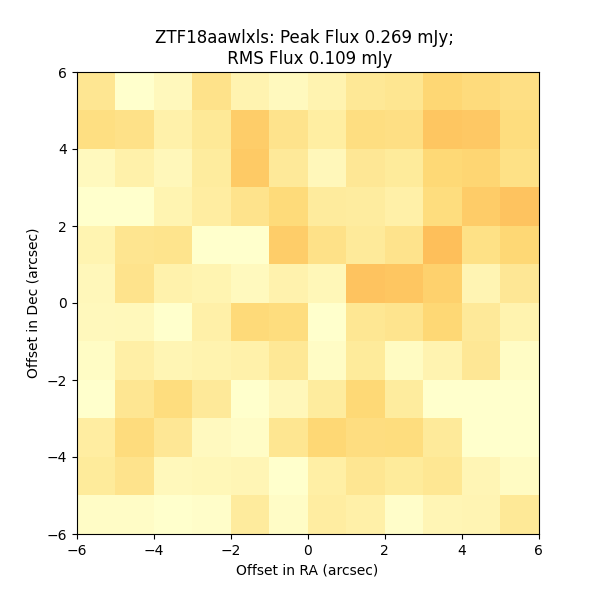 ZTF18aawlxls: Peak Flux 0.269 mJy;
RMS Flux 0.109 mJy
6
4
2
0
−2
−4
−6
Offset in Dec (arcsec)
−6 −4 −2 0 2 4 6
Offset in RA (arcsec)